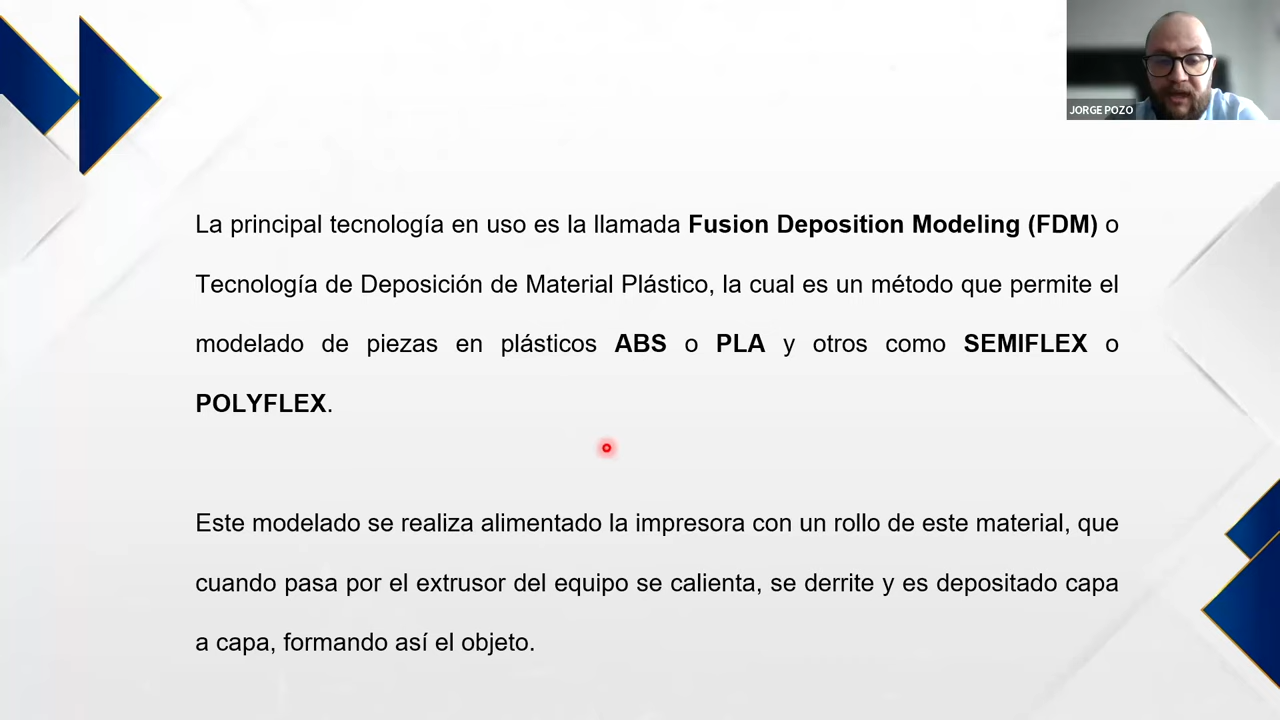 JORGE POZO
La principal tecnología en uso es la llamada Fusion Deposition Modeling (FDM) o
Tecnología de Deposición de Material Plástico, la cual es un método que permite el
modelado de piezas en plásticos ABS o PLA y otros como SEMIFLEX o
POLYFLEX.
Este modelado se realiza alimentado la impresora con un rollo de este material, que
cuando pasa por el extrusor del equipo se calienta, se derrite y es depositado capa
a capa, formando así el objeto.